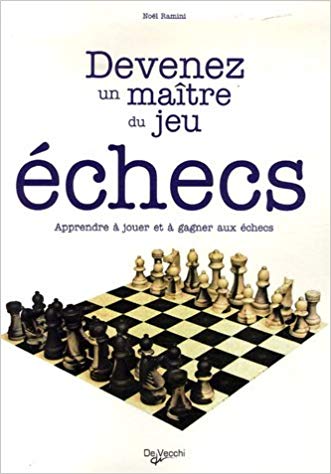 Noël Ramini
Devenez
un maître
du jeu
échecs
Apprendre à jouer et à gagner aux échecs
De Vecchi